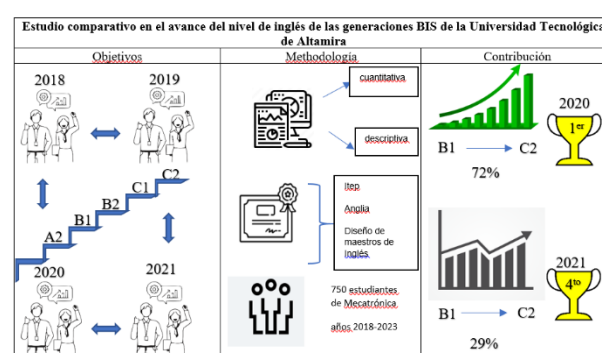 Estudio comparativo en el avance del nivel de inglés de las generaciones BIS de la Universidad Tecnológica
de Altamira
Objetivos
2018
2019
A2
B1
B2
C1
C2
2020
2021
Metodología
cuantitativa
descriptiva
Itep
Anglia
Diseño de
maestros de
Inglés
750 estudiantes
de Mecatrónica
años 2018-2023
Contribución
2020
1er
B1 C2
72%
2021
4to
B1 C2
29%